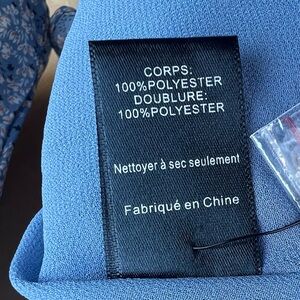 CORPS:
100%POLYESTER
DOUBLURE:
100%POLYESTER
Nettoyer à sec seulement
Fabriqué en Chine